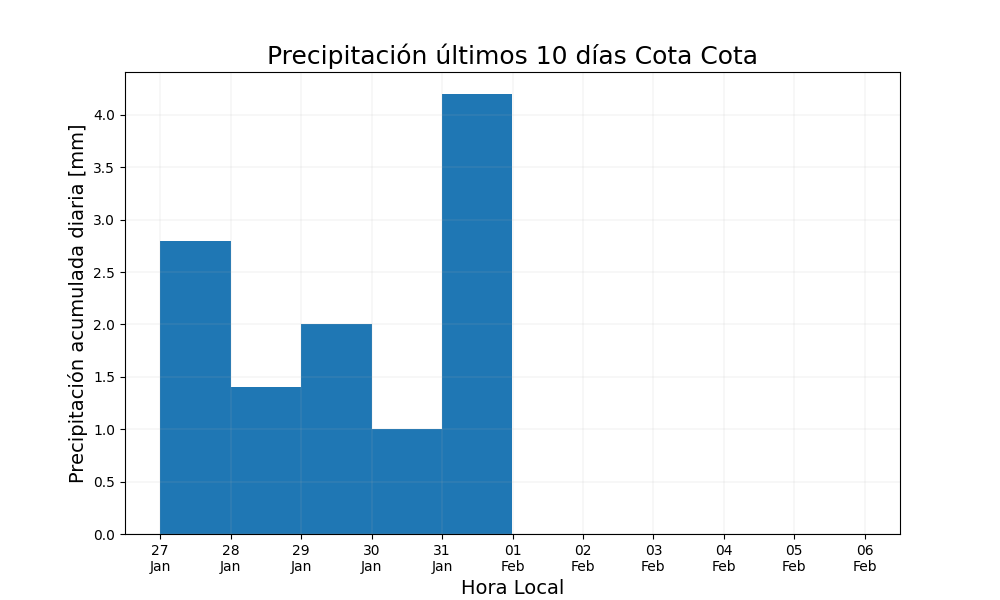 Precipitación últimos 10 días Cota Cota
Precipitación acumulada diaria [mm]
4.0
3.5
3.0
2.5
2.0
1.5
1.0
0.5
0.0
27 28 29 30 31 01 02 03 04 05 06
Jan Jan Jan Jan Jan Feb Feb Feb Feb Feb Feb
Hora Local